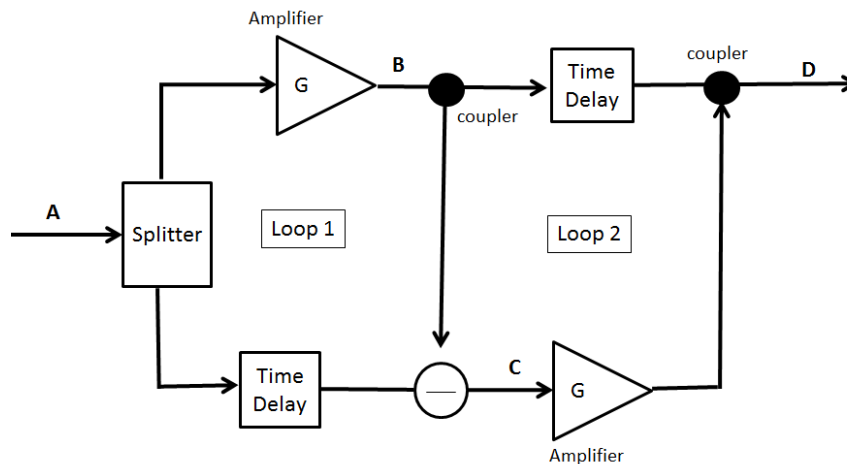 Amplifier
G
B
coupler
Time
Delay
coupler
D
A
Splitter
Loop 1
Loop 2
Time
Delay
—
C
G
Amplifier